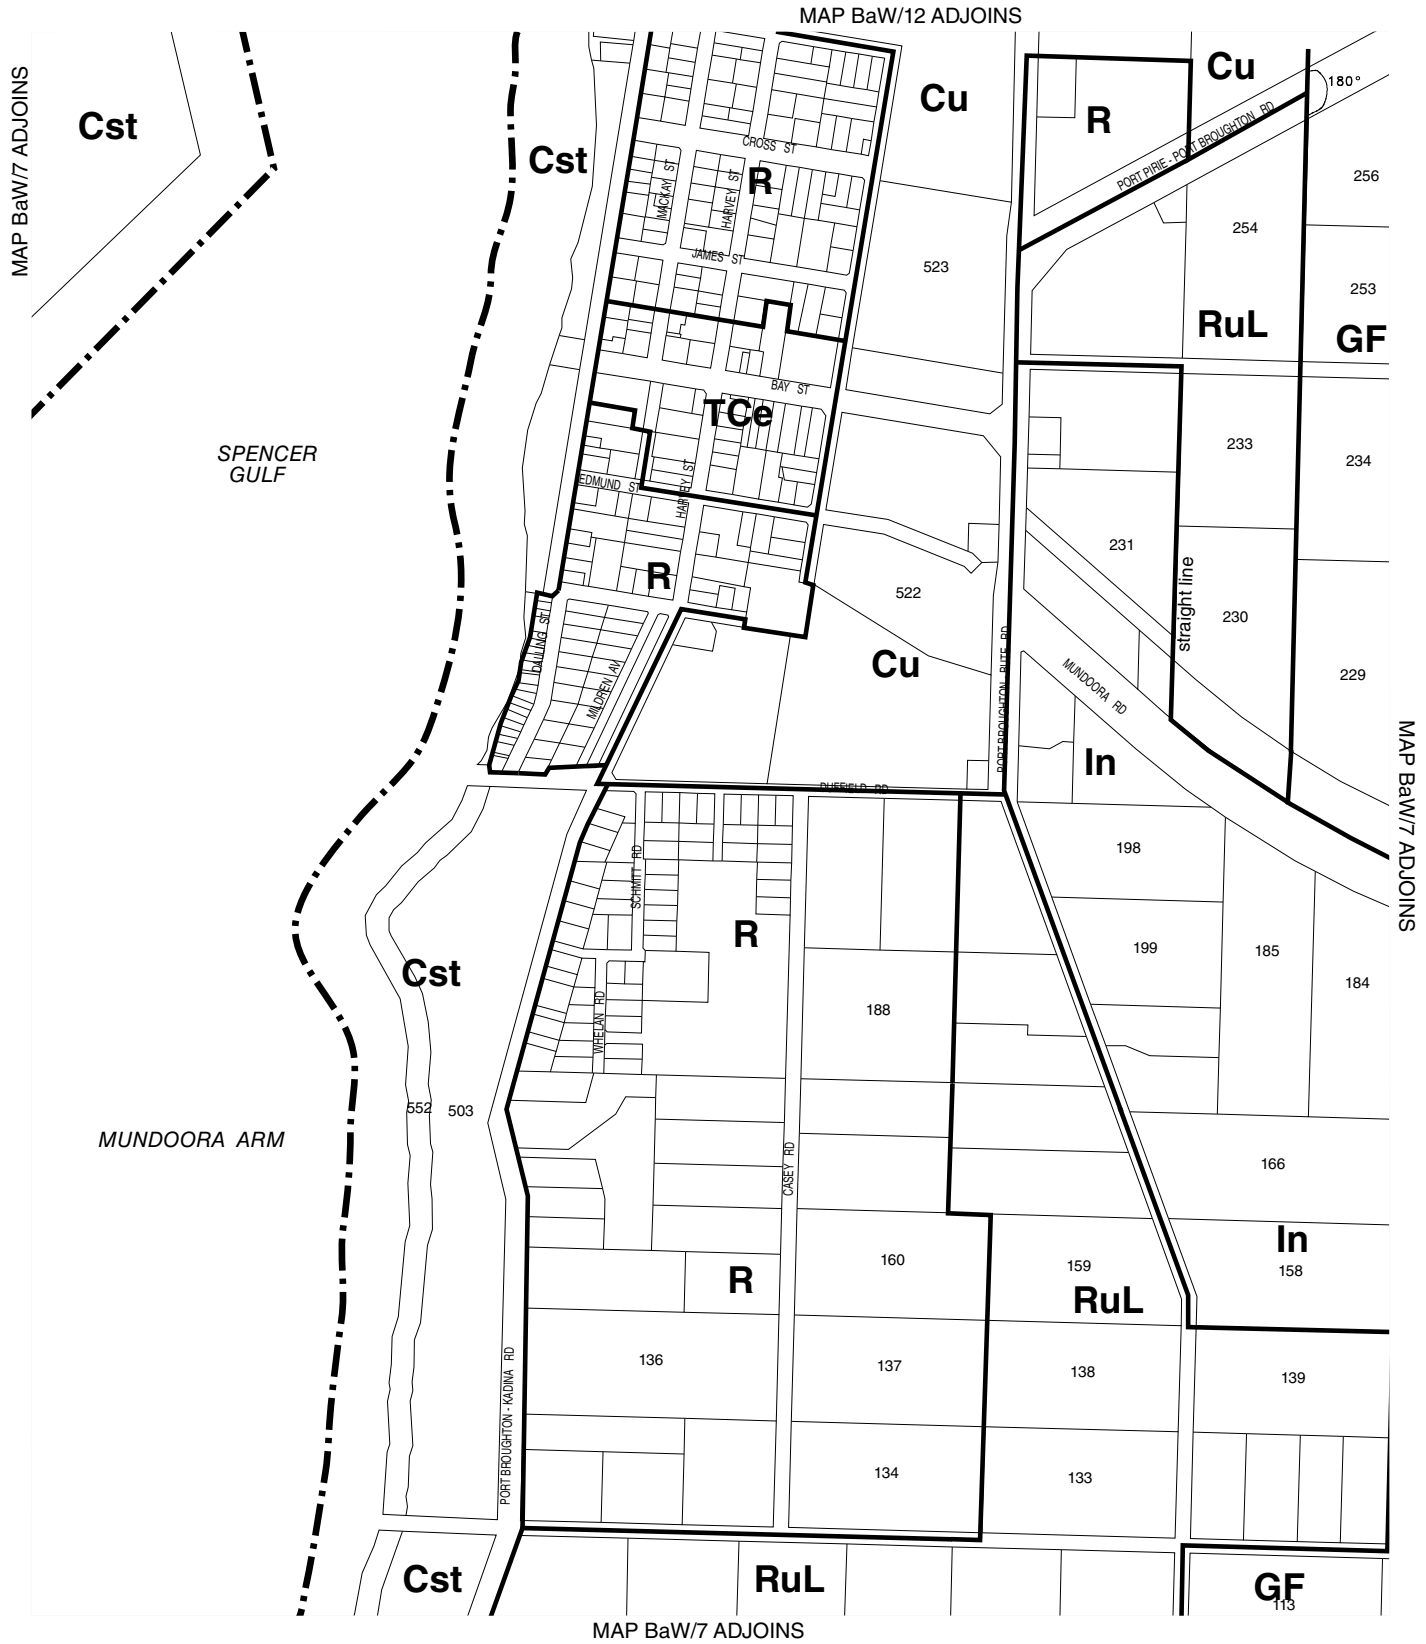 MAP BaW/12 ADJOINS
MAP BaW/7 ADJOINS
Cst
Cst
Cu
Cu
R
180°
PORT PIRIE - PORT BROUGHTON RD
CROSS ST
MACKAY ST
HARVEY ST
R
JAMES ST
523
254
256
253
RuL
GF
BAY ST
TCe
SPENCER
GULF
EDMUND ST
HARVEY ST
233
234
231
straight line
230
R
522
229
DALLING ST
MILDREN AV
Cu
PORT BROUGHTON - BUTE RD
MUNDOORA RD
In
MAP BaW/7 ADJOINS
DUFFIELD RD
SCHMITT RD
198
R
199
185
184
Cst
188
WHELAN RD
552
503
MUNDOORA ARM
CASEY RD
166
In
158
160
159
R
RuL
136
137
138
139
PORT BROUGHTON - KADINA RD
134
133
Cst
RuL
GF
113
MAP BaW/7 ADJOINS